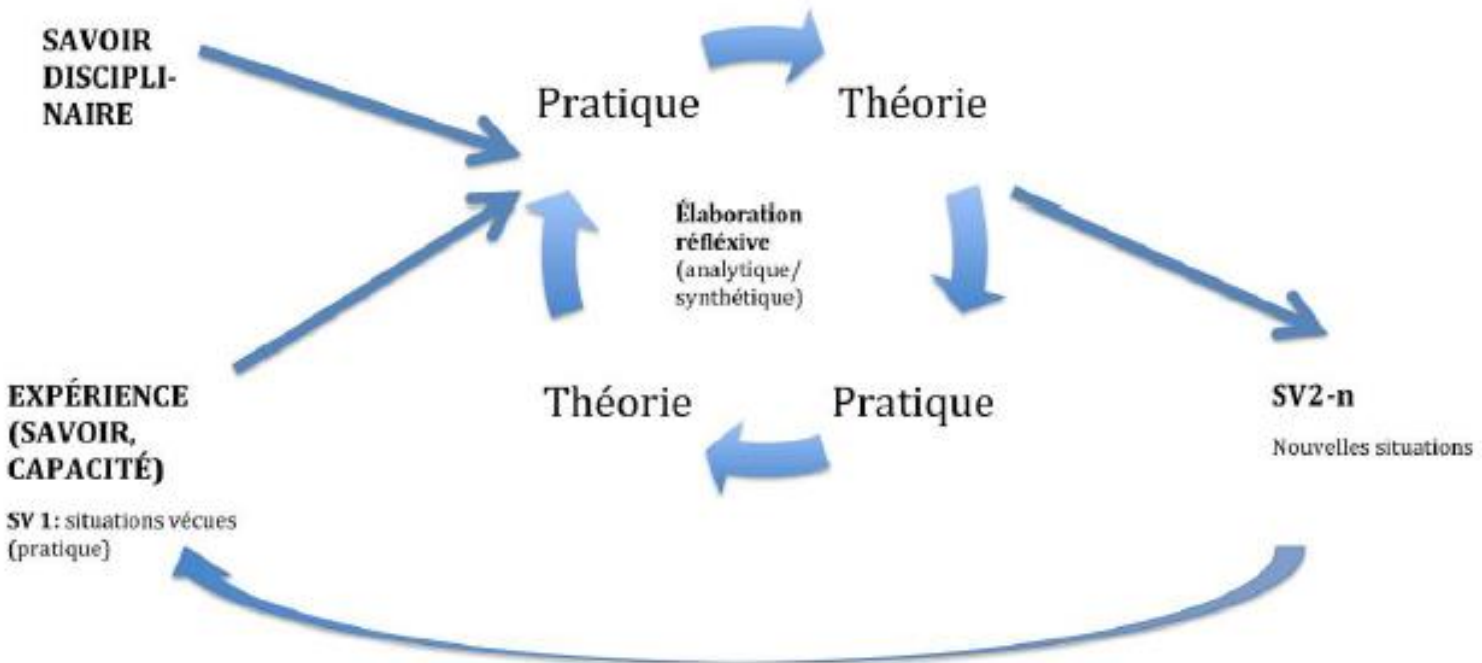 SAVOIR
DISCIPLI-
NAIRE
Pratique
Théorie
Élaboration
réfléxive
(analytique/
synthétique)
Théorie
Pratique
EXPÉRIENCE
(SAVOIR,
CAPACITÉ)
SV 1: situations vécues
(pratique)
SV2-n
Nouvelles situations